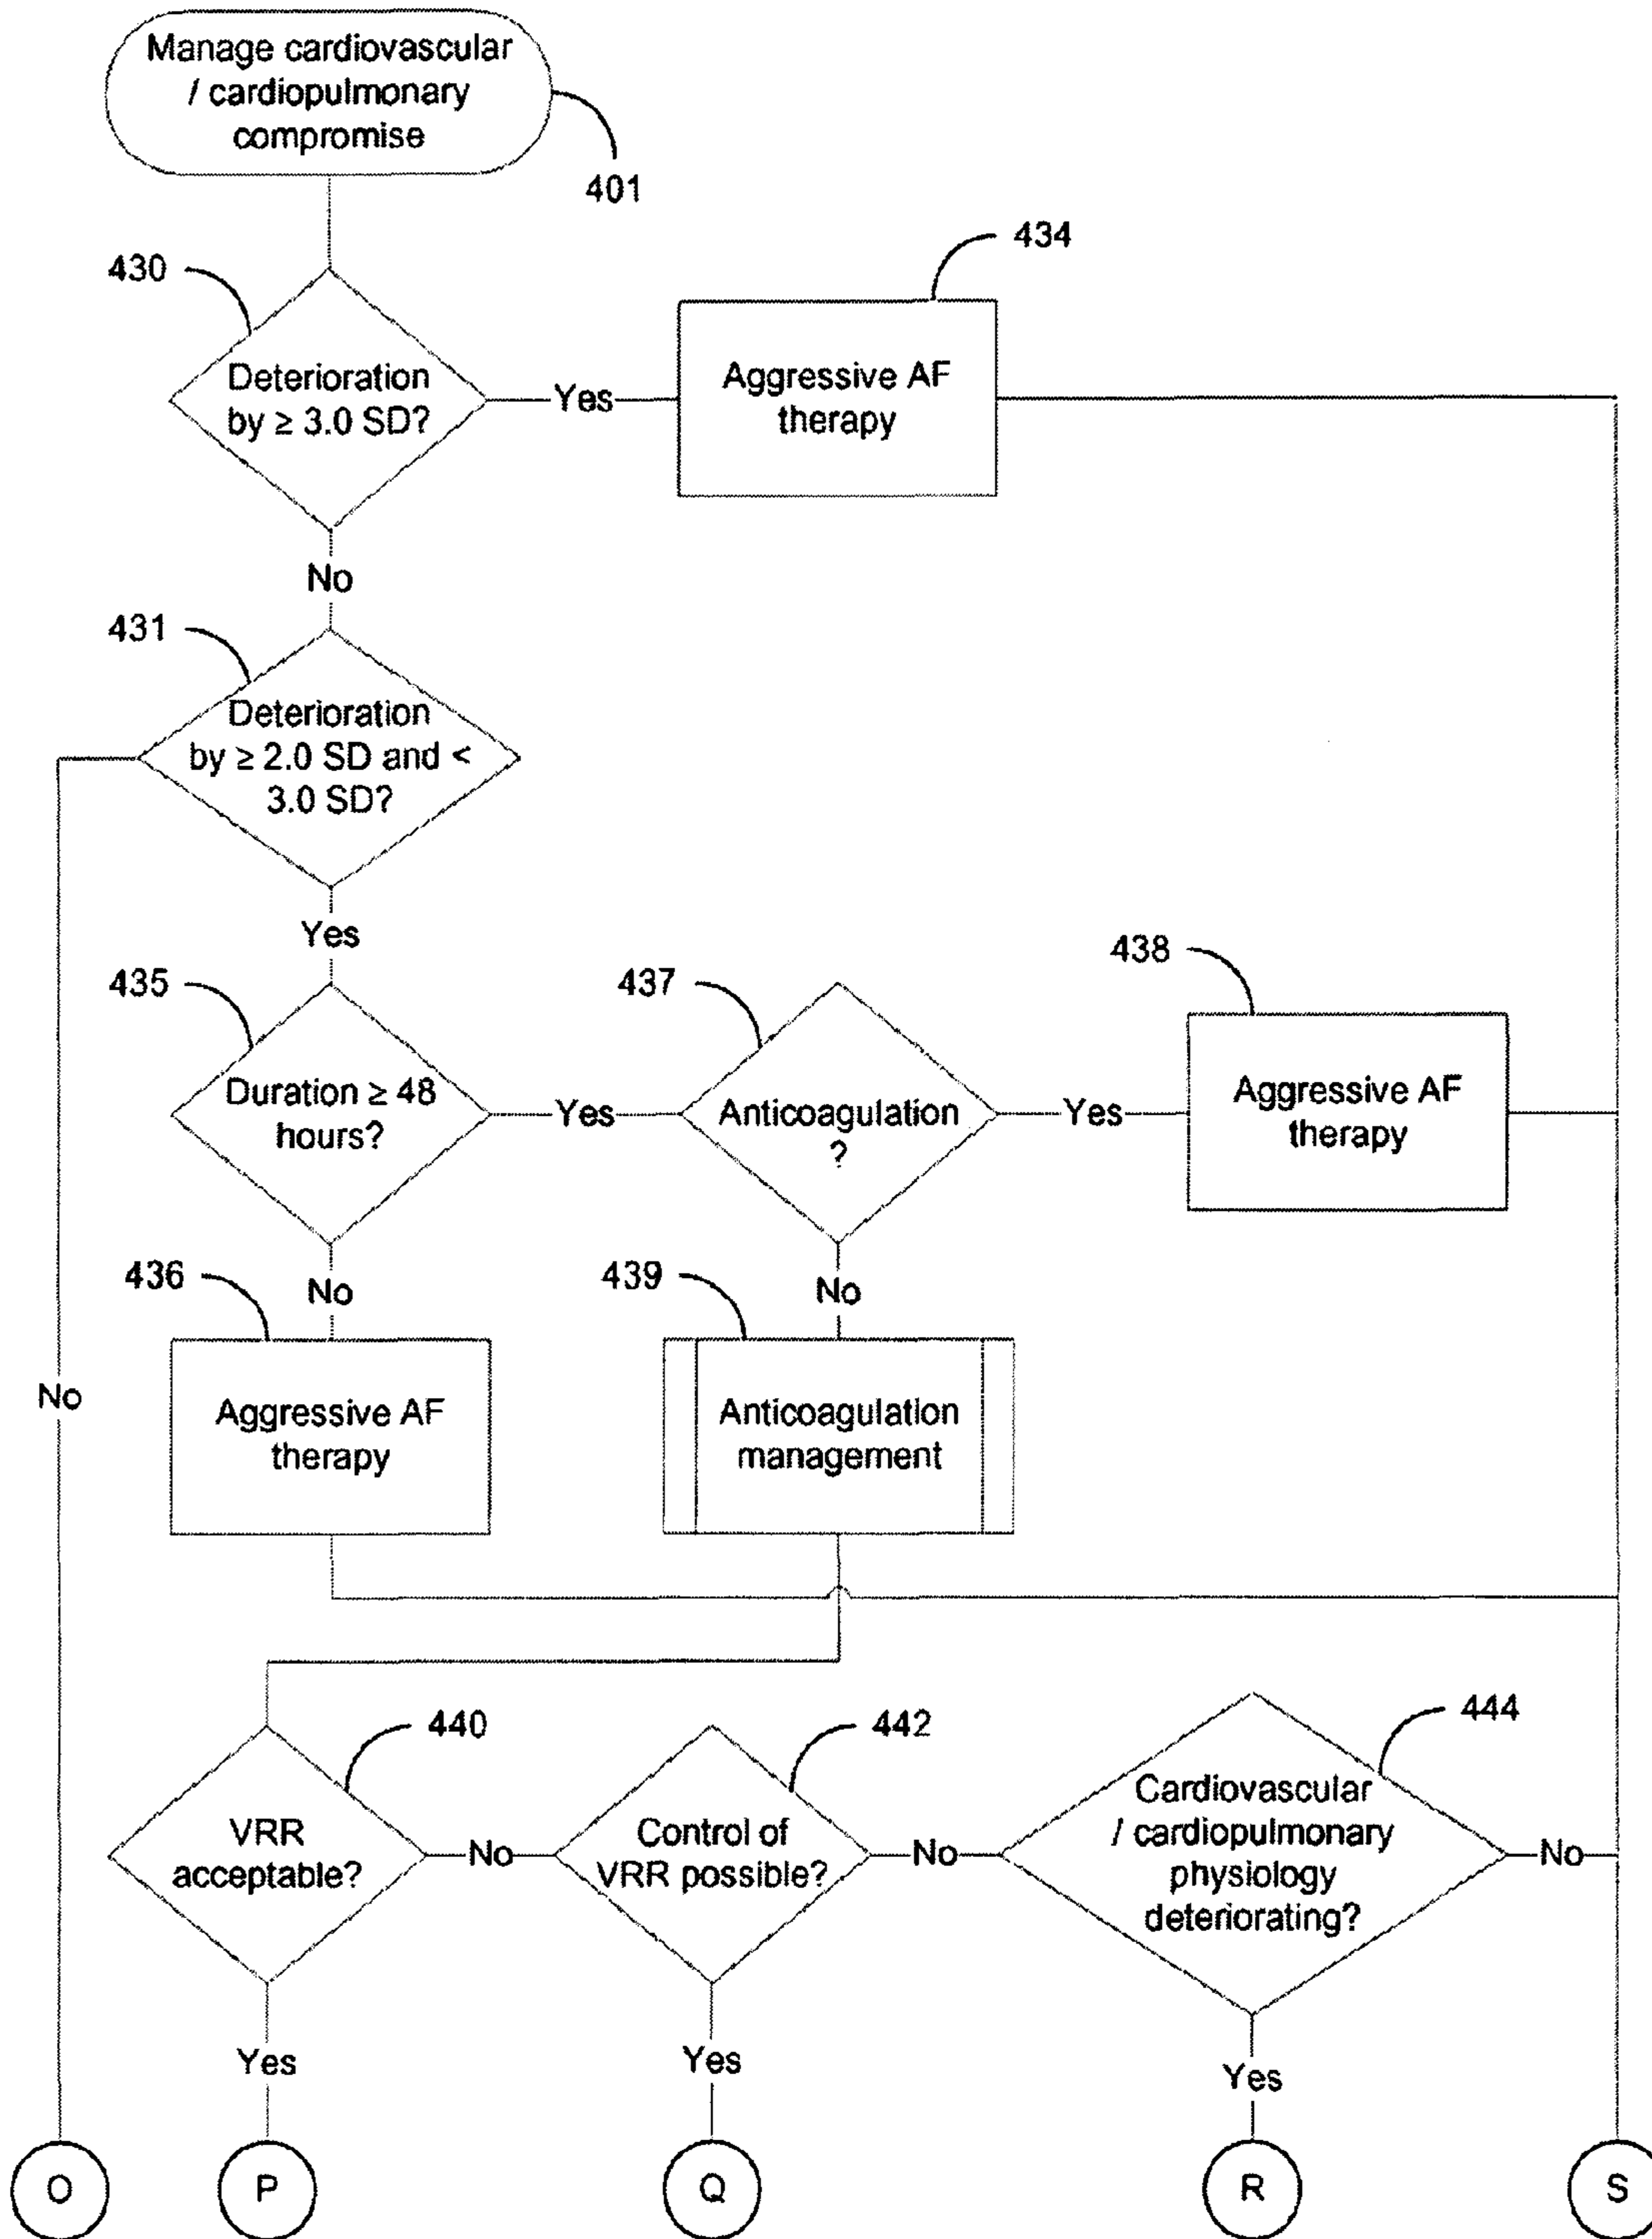 Manage cardiovascular
/ cardiopulmonary
compromise
401
434
430
Deterioration
by ≥ 3.0 SD?
Yes
Aggressive AF
therapy
No
431
Deterioration
by ≥ 2.0 SD and <
3.0 SD?
Yes
438
435
437
Duration ≥ 48
hours?
Yes
Anticoagulation
?
Yes
Aggressive AF
therapy
436
No
439
No
No
Aggressive AF
therapy
Anticoagulation
management
440
442
444
VRR
acceptable?
No
Control of
VRR possible?
No
Cardiovascular
/ cardiopulmonary
physiology
deteriorating?
No
Yes
Yes
Yes
O
P
Q
R
S